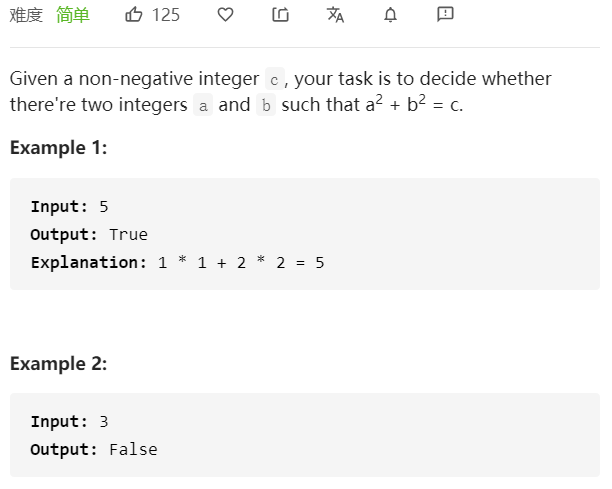 难度 简单 125
Given a non-negative integer c, your task is to decide whether
there're two integers a and b such that a² + b² = c.
Example 1:
Input: 5
Output: True
Explanation: 1 * 1 + 2 * 2 = 5
Example 2:
Input: 3
Output: False